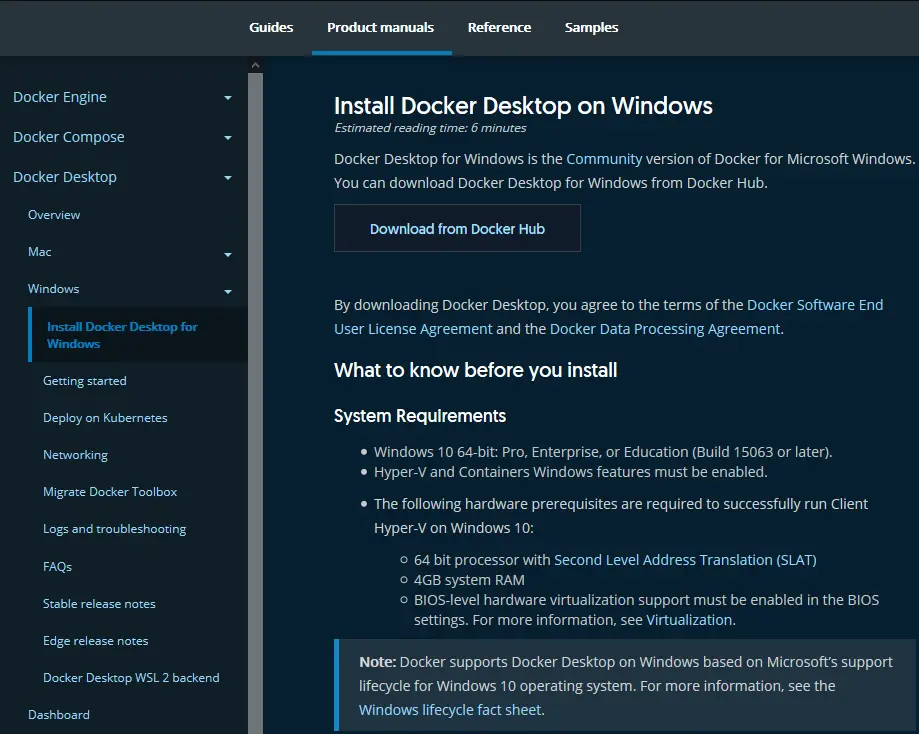 Guides
Product manuals
Reference
Samples
Docker Engine
Docker Compose
Docker Desktop
Overview
Mac
Windows
Install Docker Desktop for
Windows
Getting started
Deploy on Kubernetes
Networking
Migrate Docker Toolbox
Logs and troubleshooting
FAQs
Stable release notes
Edge release notes
Docker Desktop WSL 2 backend
Dashboard
Install Docker Desktop on Windows
Estimated reading time: 6 minutes
Docker Desktop for Windows is the Community version of Docker for Microsoft Windows.
You can download Docker Desktop for Windows from Docker Hub.
Download from Docker Hub
By downloading Docker Desktop, you agree to the terms of the Docker Software End
User License Agreement and the Docker Data Processing Agreement.
What to know before you install
System Requirements
Windows 10 64-bit: Pro, Enterprise, or Education (Build 15063 or later).
Hyper-V and Containers Windows features must be enabled.
The following hardware prerequisites are required to successfully run Client
Hyper-V on Windows 10:
64 bit processor with Second Level Address Translation (SLAT)
4GB system RAM
BIOS-level hardware virtualization support must be enabled in the BIOS
settings. For more information, see Virtualization.
Note: Docker supports Docker Desktop on Windows based on Microsoft's support
lifecycle for Windows 10 operating system. For more information, see the
Windows lifecycle fact sheet.